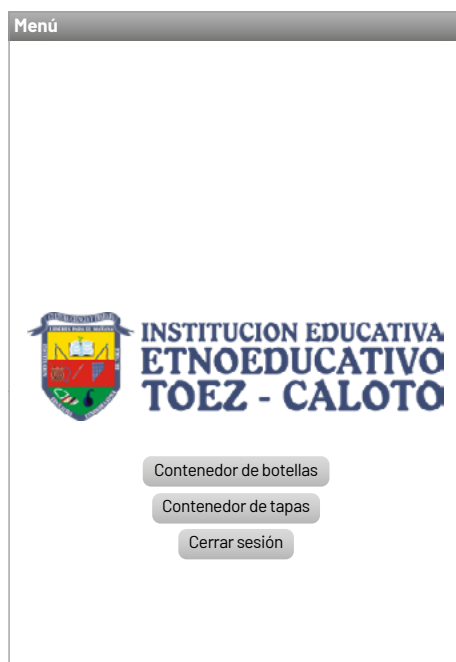 Menú
INSTITUCION EDUCATIVA
ETNOEDUCATIVO
TOEZ - CALOTO
Contenedor de botellas
Contenedor de tapas
Cerrar sesión